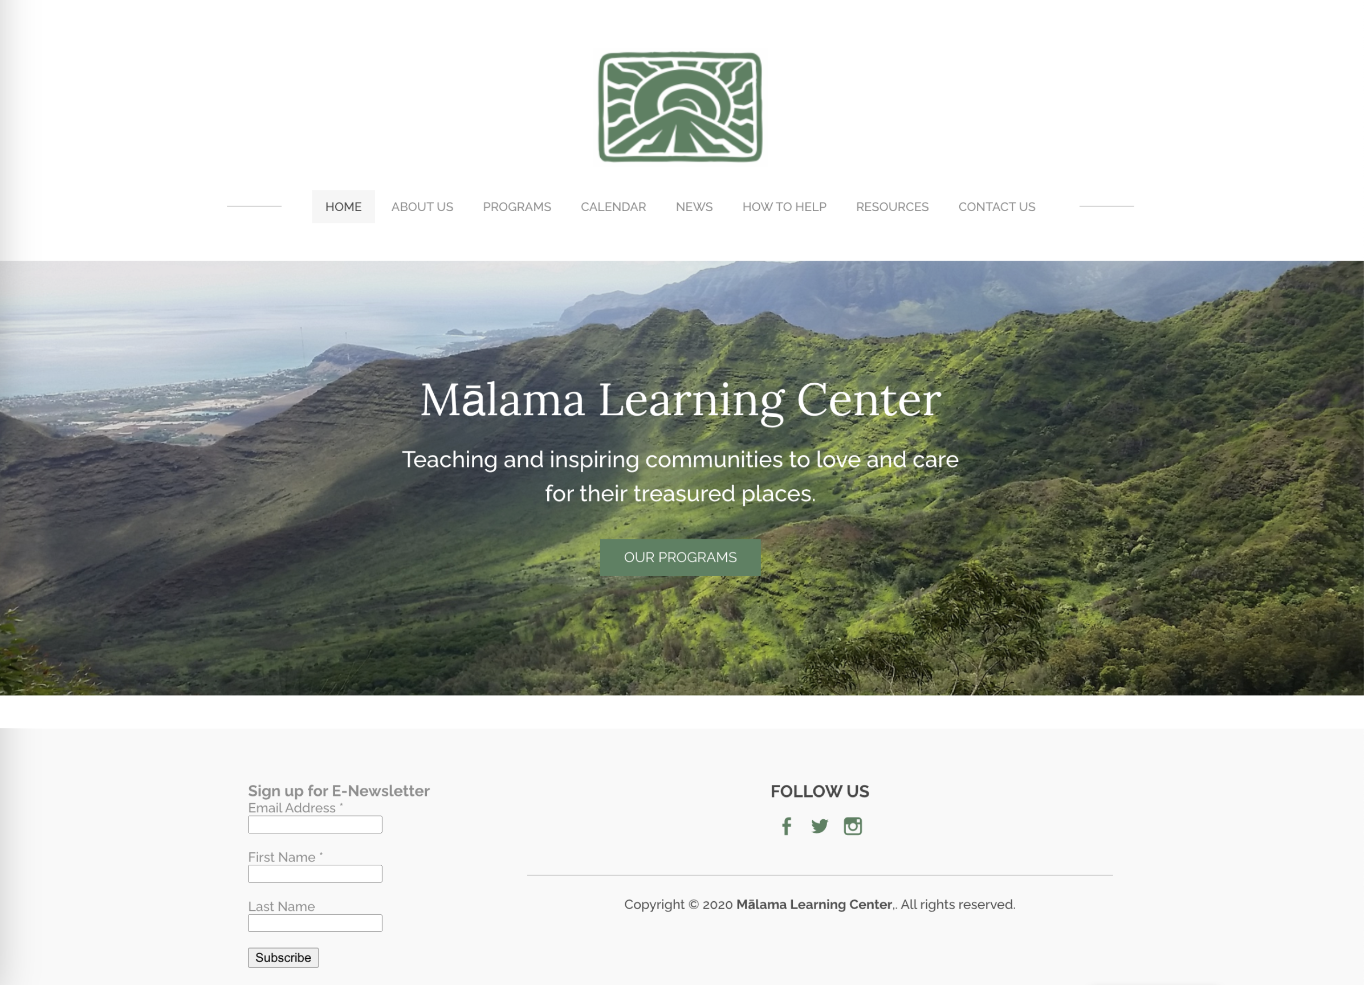 HOME ABOUT US PROGRAMS CALENDAR NEWS HOW TO HELP RESOURCES CONTACT US
Mālama Learning Center
Teaching and inspiring communities to love and care
for their treasured places.
OUR PROGRAMS
Sign up for E-Newsletter
Email Address *
First Name *
Last Name
Subscribe
FOLLOW US
Copyright © 2020 Mālama Learning Center,. All rights reserved.